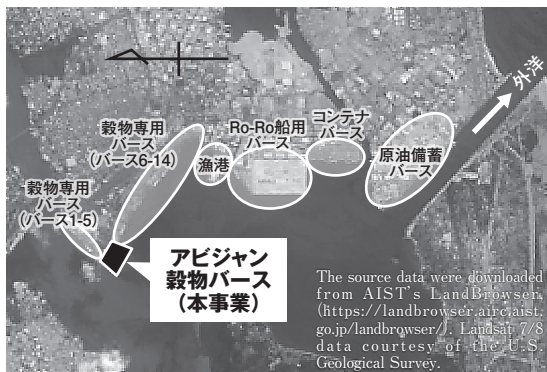 外洋
コンテナ
バース
Ro-Ro船用
バース
穀物専用
バース
(バース6-14)
漁港
原油備蓄
バース
穀物専用
バース
(バース1-5)
アビジャン
穀物バース
(本事業)
The source data were downloaded
from AIST's LandBrowser,
(https://landbrowser.airc.aist.
go.jp/landbrowser/). Landsat 7/8
data courtesy of the U.S.
Geological Survey.